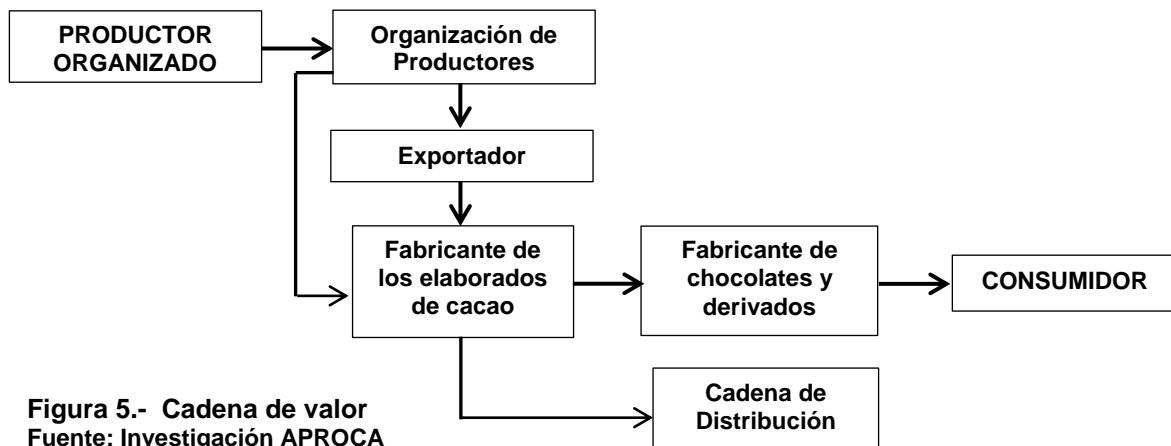 PRODUCTOR
ORGANIZADO
Organización de
Productores
Exportador
Fabricante de
los elaborados
de cacao
Fabricante de
chocolates y
derivados
CONSUMIDOR
Cadena de
Distribución
Figura 5.- Cadena de valor
Fuente: Investigación APROCA